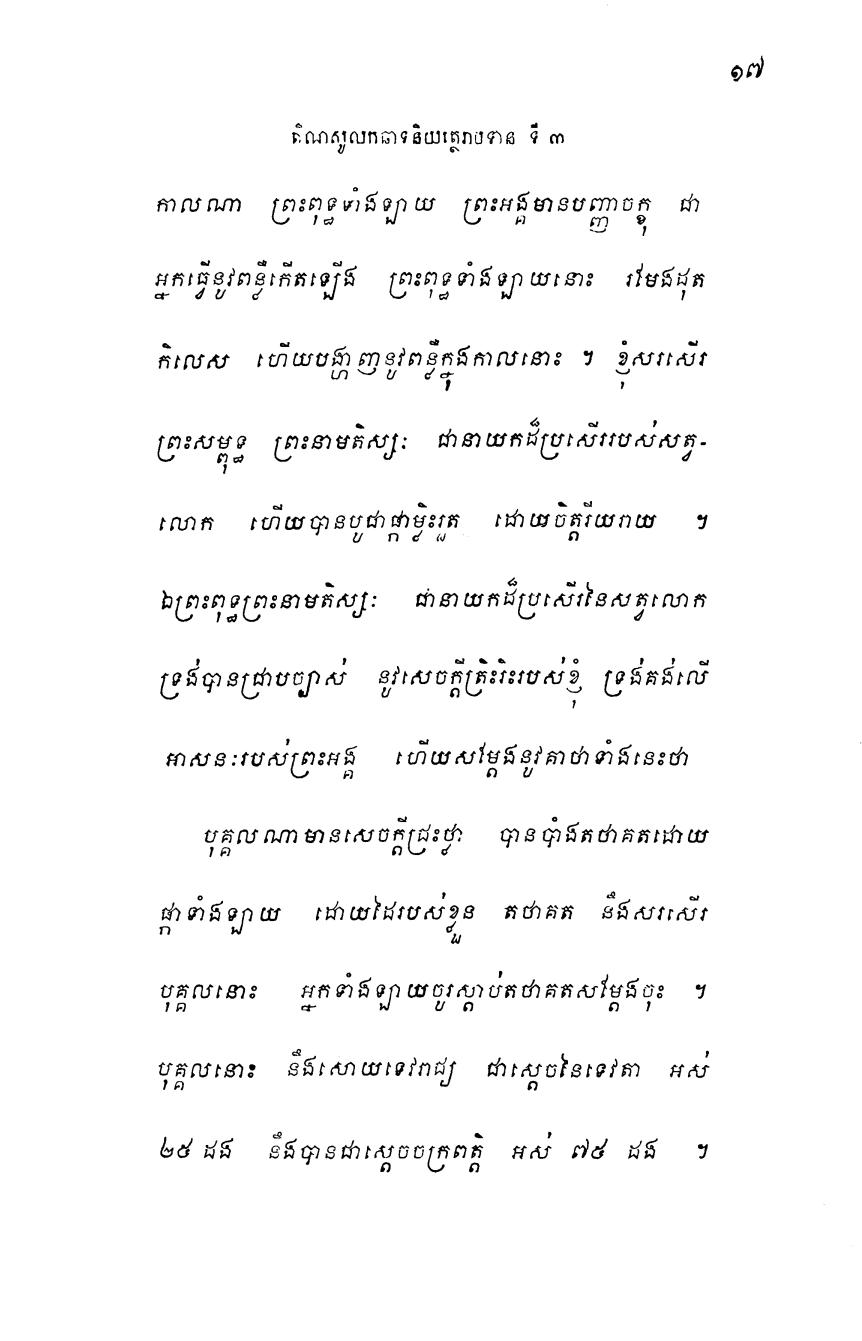 ១៧
តិណសូលកឆាទនិយត្ថេរាបទាន ទី ៣
កាលណា ព្រះពុទ្ធទាំងឡាយ ព្រះអង្គមានបញ្ញាចក្ខុ ជា
អ្នកធ្វើនូវពន្លឺកើតឡើង ព្រះពុទ្ធទាំងឡាយនោះ រមែងដុត
កិលេស ហើយបង្ហាញនូវពន្លឺក្នុងកាលនោះ ។ ខ្ញុំសរសើរ
ព្រះសម្ពុទ្ធ ព្រះនាមតិស្សៈ ជានាយកដ៏ប្រសើររបស់សត្វ-
លោក ហើយបានបូជាផ្កាម្លិះរួត ដោយចិត្តរីយរាយ ។
ឯព្រះពុទ្ធព្រះនាមតិស្សៈ ជានាយកដ៏ប្រសើរនៃសត្វលោក
ទ្រង់បានជ្រាបច្បាស់ នូវសេចក្តីត្រិះរិះរបស់ខ្ញុំ ទ្រង់គង់លើ
អាសនៈរបស់ព្រះអង្គ ហើយសម្តែងនូវគាថាទាំងនេះថា
បុគ្គលណាមានសេចក្តីជ្រះថ្លា បានបាំងតថាគតដោយ
ផ្កាទាំងឡាយ ដោយដៃរបស់ខ្លួន តថាគត នឹងសរសើរ
បុគ្គលនោះ អ្នកទាំងឡាយចូរស្តាប់តថាគតសម្តែងចុះ ។
បុគ្គលនោះ នឹងសោយទេវរាជ្យ ជាស្តេចនៃទេវតា អស់
២៥ ដង នឹងបានជាស្តេចចក្រពត្តិ អស់ ៧៥ ដង ។